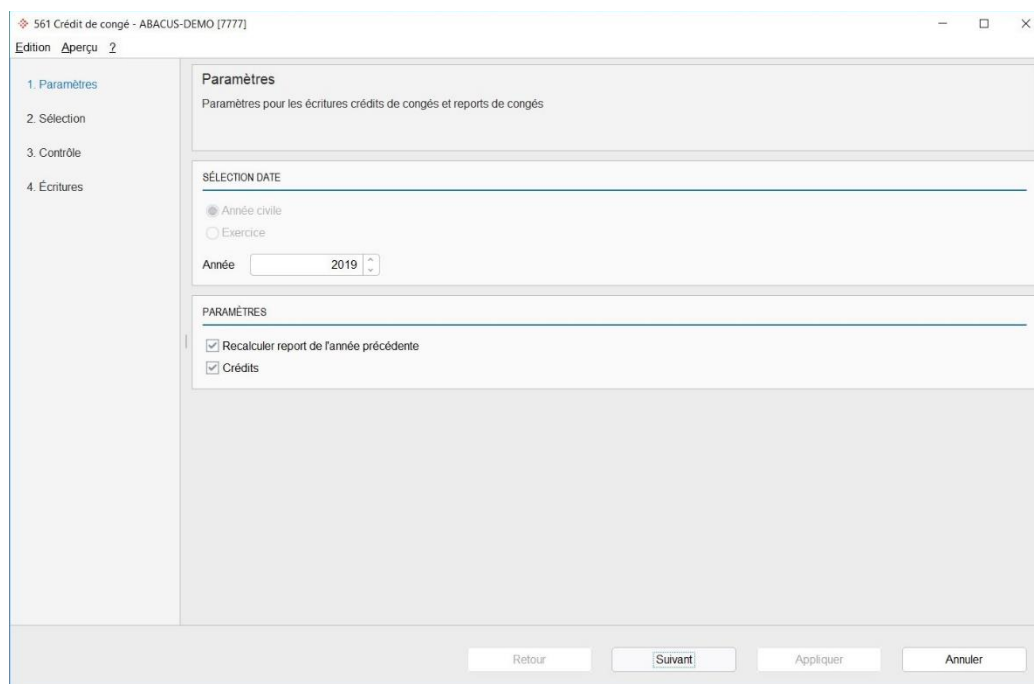 561 Crédit de congé - ABACUS-DEMO [7777]
Edition Aperçu ?
1. Paramètres
2. Sélection
3. Contrôle
4. Écritures
Paramètres
Paramètres pour les écritures crédits de congés et reports de congés
SÉLECTION DATE
Année civile
Exercice
Année 2019
PARAMÈTRES
Recalculer report de l'année précédente
Crédits
Retour Suivant Appliquer Annuler